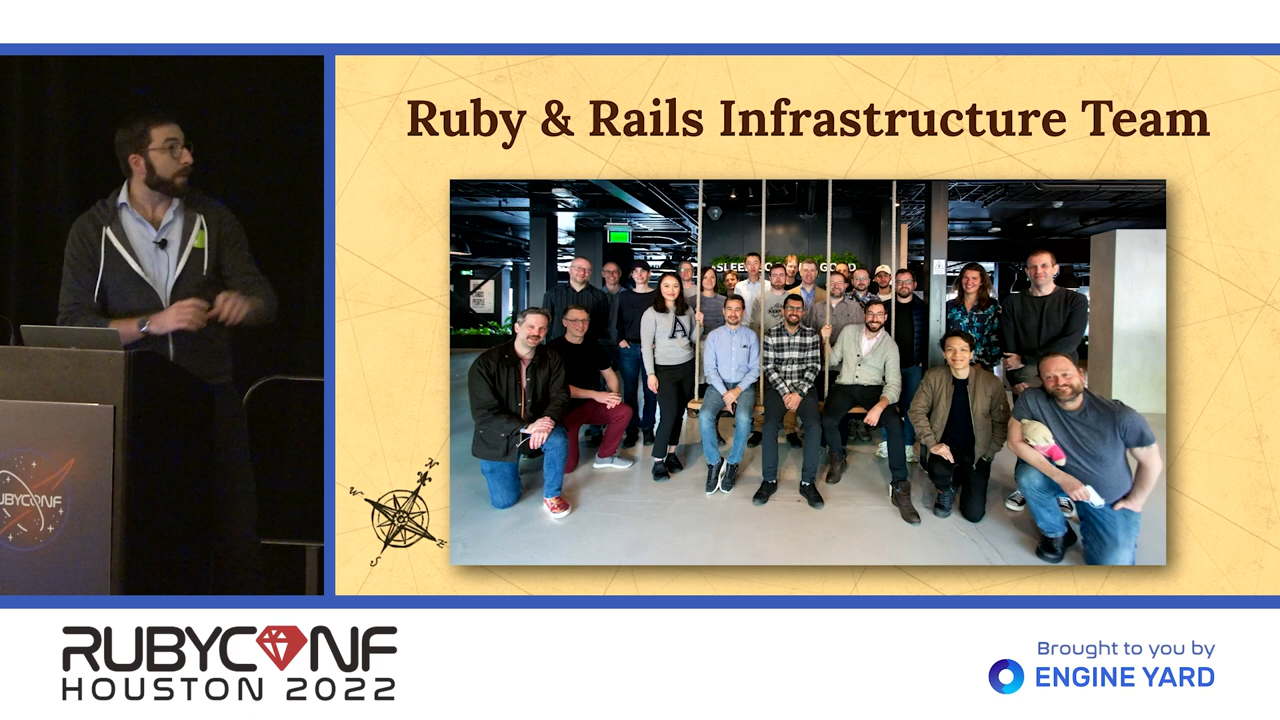 Ruby & Rails Infrastructure Team
N
W
E
S
RUBYCONF
HOUSTON 2022
Brought to you by
ENGINE YARD